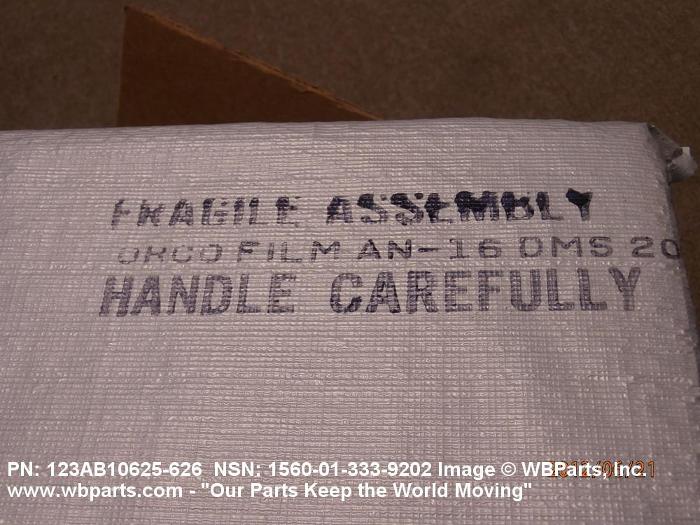 FRAGILE ASSEMBLY
ORCO FILM AN-16 DMS 20
HANDLE CAREFULLY
PN: 123AB10625-626 NSN: 1560-01-333-9202 Image © WBParts, Inc.
www.wbparts.com - "Our Parts Keep the World Moving"